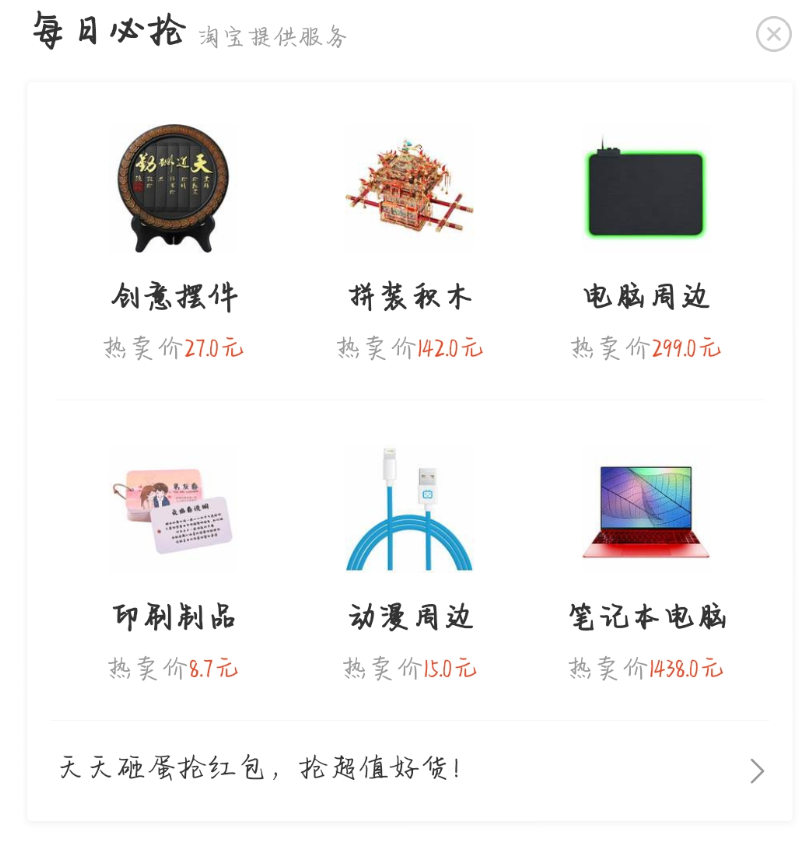 每日必抢 淘宝提供服务
天道酬勤
创意摆件 拼装积木 电脑周边
热卖价27.0元 热卖价142.0元 热卖价299.0元
印刷制品 动漫周边 笔记本电脑
热卖价8.7元 热卖价15.0元 热卖价1438.0元
天天砸蛋抢红包，抢超值好货!